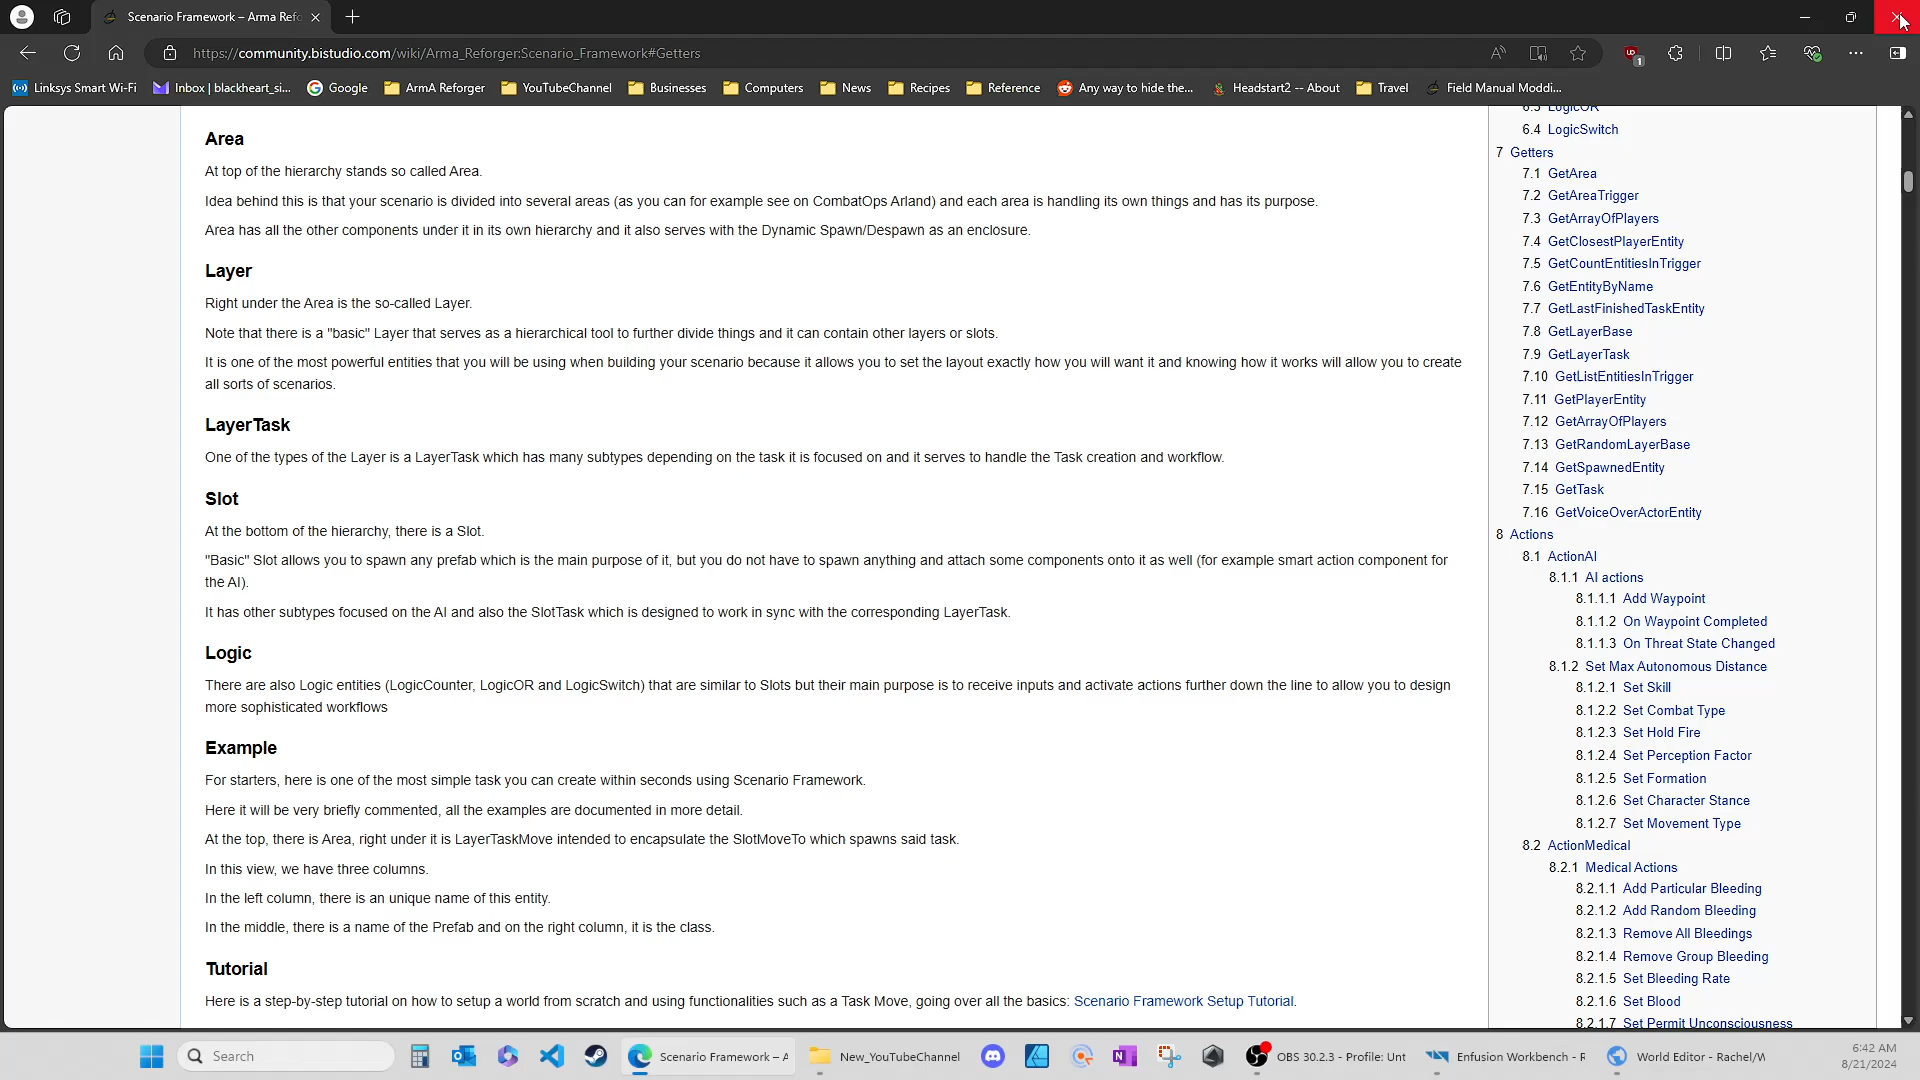 Scenario Framework – Arma Refo
https://community.bistudio.com/wiki/Arma_Reforger:Scenario_Framework#Getters
1
Linksys Smart Wi-Fi
Inbox | blackheart_si...
Google
ArmA Reforger
YouTubeChannel
Businesses
Computers
News
Recipes
Reference
Any way to hide the...
Headstart2 -- About
Travel
Field Manual Moddi...
Area
At top of the hierarchy stands so called Area.
Idea behind this is that your scenario is divided into several areas (as you can for example see on CombatOps Arland) and each area is handling its own things and has its purpose.
Area has all the other components under it in its own hierarchy and it also serves with the Dynamic Spawn/Despawn as an enclosure.
Layer
Right under the Area is the so-called Layer.
Note that there is a "basic" Layer that serves as a hierarchical tool to further divide things and it can contain other layers or slots.
It is one of the most powerful entities that you will be using when building your scenario because it allows you to set the layout exactly how you will want it and knowing how it works will allow you to create
all sorts of scenarios.
LayerTask
One of the types of the Layer is a LayerTask which has many subtypes depending on the task it is focused on and it serves to handle the Task creation and workflow.
Slot
At the bottom of the hierarchy, there is a Slot.
"Basic" Slot allows you to spawn any prefab which is the main purpose of it, but you do not have to spawn anything and attach some components onto it as well (for example smart action component for
the AI).
It has other subtypes focused on the AI and also the SlotTask which is designed to work in sync with the corresponding LayerTask.
Logic
There are also Logic entities (LogicCounter, LogicOR and LogicSwitch) that are similar to Slots but their main purpose is to receive inputs and activate actions further down the line to allow you to design
more sophisticated workflows
Example
For starters, here is one of the most simple task you can create within seconds using Scenario Framework.
Here it will be very briefly commented, all the examples are documented in more detail.
At the top, there is Area, right under it is LayerTaskMove intended to encapsulate the SlotMoveTo which spawns said task.
In this view, we have three columns.
In the left column, there is an unique name of this entity.
In the middle, there is a name of the Prefab and on the right column, it is the class.
Tutorial
Here is a step-by-step tutorial on how to setup a world from scratch and using functionalities such as a Task Move, going over all the basics: Scenario Framework Setup Tutorial.
6.3 LogicOR
6.4 LogicSwitch
7 Getters
7.1 GetArea
7.2 GetAreaTrigger
7.3 GetArrayOfPlayers
7.4 GetClosestPlayerEntity
7.5 GetCountEntitiesInTrigger
7.6 GetEntityByName
7.7 GetLastFinishedTaskEntity
7.8 GetLayerBase
7.9 GetLayerTask
7.10 GetListEntitiesInTrigger
7.11 GetPlayerEntity
7.12 GetArrayOfPlayers
7.13 GetRandomLayerBase
7.14 GetSpawnedEntity
7.15 GetTask
7.16 GetVoiceOverActorEntity
8 Actions
8.1 ActionAI
8.1.1 AI actions
8.1.1.1 Add Waypoint
8.1.1.2 On Waypoint Completed
8.1.1.3 On Threat State Changed
8.1.2 Set Max Autonomous Distance
8.1.2.1 Set Skill
8.1.2.2 Set Combat Type
8.1.2.3 Set Hold Fire
8.1.2.4 Set Perception Factor
8.1.2.5 Set Formation
8.1.2.6 Set Character Stance
8.1.2.7 Set Movement Type
8.2 ActionMedical
8.2.1 Medical Actions
8.2.1.1 Add Particular Bleeding
8.2.1.2 Add Random Bleeding
8.2.1.3 Remove All Bleedings
8.2.1.4 Remove Group Bleeding
8.2.1.5 Set Bleeding Rate
8.2.1.6 Set Blood
8.2.1.7 Set Permit Unconsciousness
Search
Scenario Framework – A
New_YouTubeChannel
OBS 30.2.3 - Profile: Unt
Enfusion Workbench - R
World Editor - Rachel/W
6:42 AM
8/21/2024